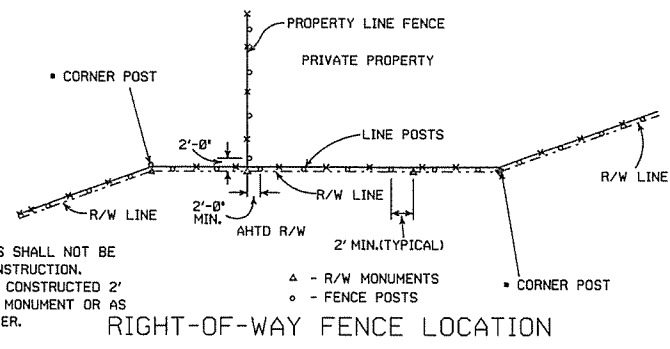 PROPERTY LINE FENCE
PRIVATE PROPERTY
CORNER POST
2'-0"
LINE POSTS
R/W LINE
R/W LINE
R/W LINE
2'-0"
MIN.
AHTD R/W
2' MIN.(TYPICAL)
S SHALL NOT BE
NSTRUCTION.
CONSTRUCTED 2'
MONUMENT OR AS
ER.
△ - R/W MONUMENTS
○ - FENCE POSTS
CORNER POST
RIGHT-OF-WAY FENCE LOCATION